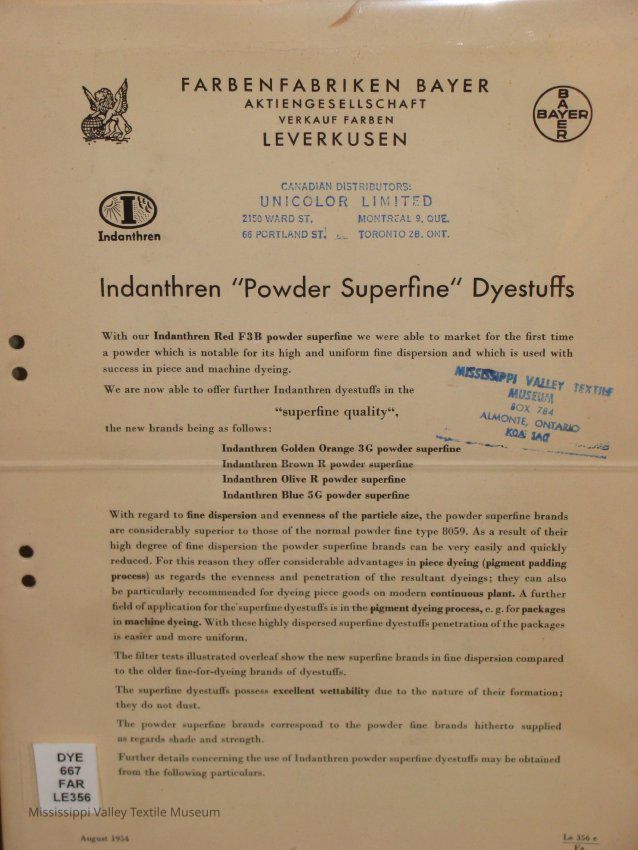 FARBENFABRIKEN BAYER
AKTIENGESELLSCHAFT
VERKAUF FARBEN
LEVERKUSEN
BAYER
BAYER
I
Indanthren
CANADIAN DISTRIBUTORS:
UNICOLOR LIMITED
2150 WARD ST. MONTREAL 9, QUE.
66 PORTLAND ST. TORONTO 2B. ONT.
Indanthren "Powder Superfine" Dyestuffs
With our Indanthren Red F3B powder superfine we were able to market for the first time
a powder which is notable for its high and uniform fine dispersion and which is used with
success in piece and machine dyeing.
We are now able to offer further Indanthren dyestuffs in the
"superfine quality",
the new brands being as follows:
MISSISSIPPI VALLEY TEXTILE
MUSEUM
BOX 784
ALMONTE, ONTARIO
K0A 1A0
Indanthren Golden Orange 3G powder superfine
Indanthren Brown R powder superfine
Indanthren Olive R powder superfine
Indanthren Blue 5G powder superfine
With regard to fine dispersion and evenness of the particle size, the powder superfine brands
are considerably superior to those of the normal powder fine type 8059. As a result of their
high degree of fine dispersion the powder superfine brands can be very easily and quickly
reduced. For this reason they offer considerable advantages in piece dyeing (pigment padding
process) as regards the evenness and penetration of the resultant dyeings; they can also
be particularly recommended for dyeing piece goods on modern continuous plant. A further
field of application for the superfine dyestuffs is in the pigment dyeing process, e. g. for packages
in machine dyeing. With these highly dispersed superfine dyestuffs penetration of the packages
is easier and more uniform.
The filter tests illustrated overleaf show the new superfine brands in fine dispersion compared
to the older fine-for-dyeing brands of dyestuffs.
The superfine dyestuffs possess excellent wettability due to the nature of their formation;
they do not dust.
The powder superfine brands correspond to the powder fine brands hitherto supplied
as regards shade and strength.
Further details concerning the use of Indanthren powder superfine dyestuffs may be obtained
from the following particulars.
DYE
667
FAR
LE356
Mississippi Valley Textile Museum
August 1954
Le 356 e